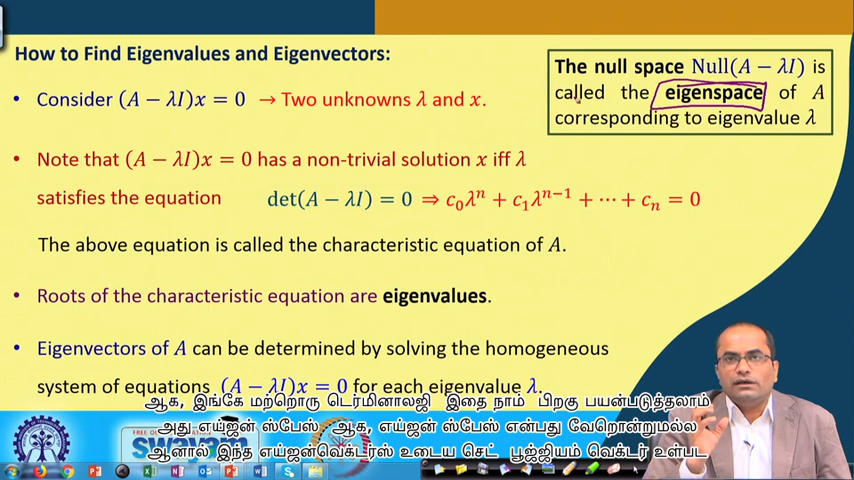 How to Find Eigenvalues and Eigenvectors:
• Consider (A − λI)x = 0 → Two unknowns λ and x.
The null space Null(A − λI) is
called the eigenspace of A
corresponding to eigenvalue λ
• Note that (A − λI)x = 0 has a non-trivial solution x iff λ
satisfies the equation det(A − λI) = 0 ⇒ c₀λⁿ + c₁λⁿ⁻¹ + ⋯ + cₙ = 0
The above equation is called the characteristic equation of A.
• Roots of the characteristic equation are eigenvalues.
• Eigenvectors of A can be determined by solving the homogeneous
system of equations (A − λI)x = 0 for each eigenvalue λ.
ஆக, இங்கே மற்றொரு டெர்மினாலஜி இதை நாம் பிறகு பயன்படுத்தலாம்
அது எய்ஜன் ஸ்பேஸ் ஆக, எய்ஜன் ஸ்பேஸ் என்பது வேறொன்றுமல்ல
ஆனால் இந்த எய்ஜன்வெக்டர்ஸ் உடைய செட் பூஜ்ஜியம் வெக்டர் உள்பட
swayam